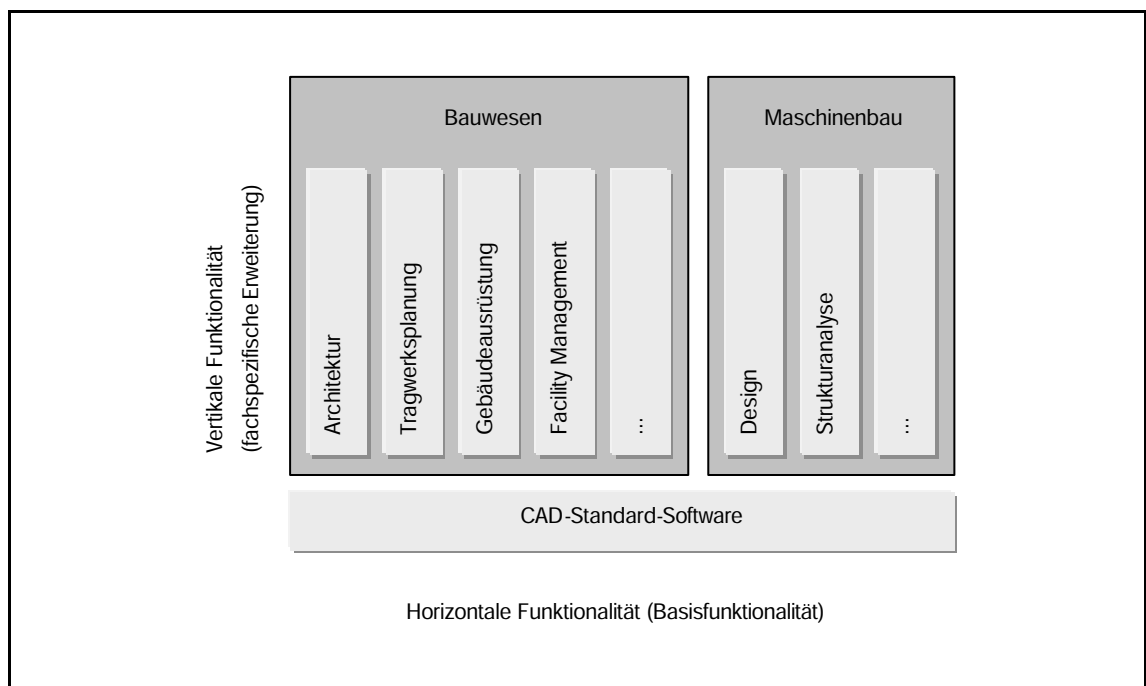 Bauwesen
Maschinenbau
Vertikale Funktionalität
(fachspezifische Erweiterung)
Architektur
Tragwerksplanung
Gebäudeausrüstung
Facility Management
...
Design
Strukturanalyse
...
CAD-Standard-Software
Horizontale Funktionalität (Basisfunktionalität)